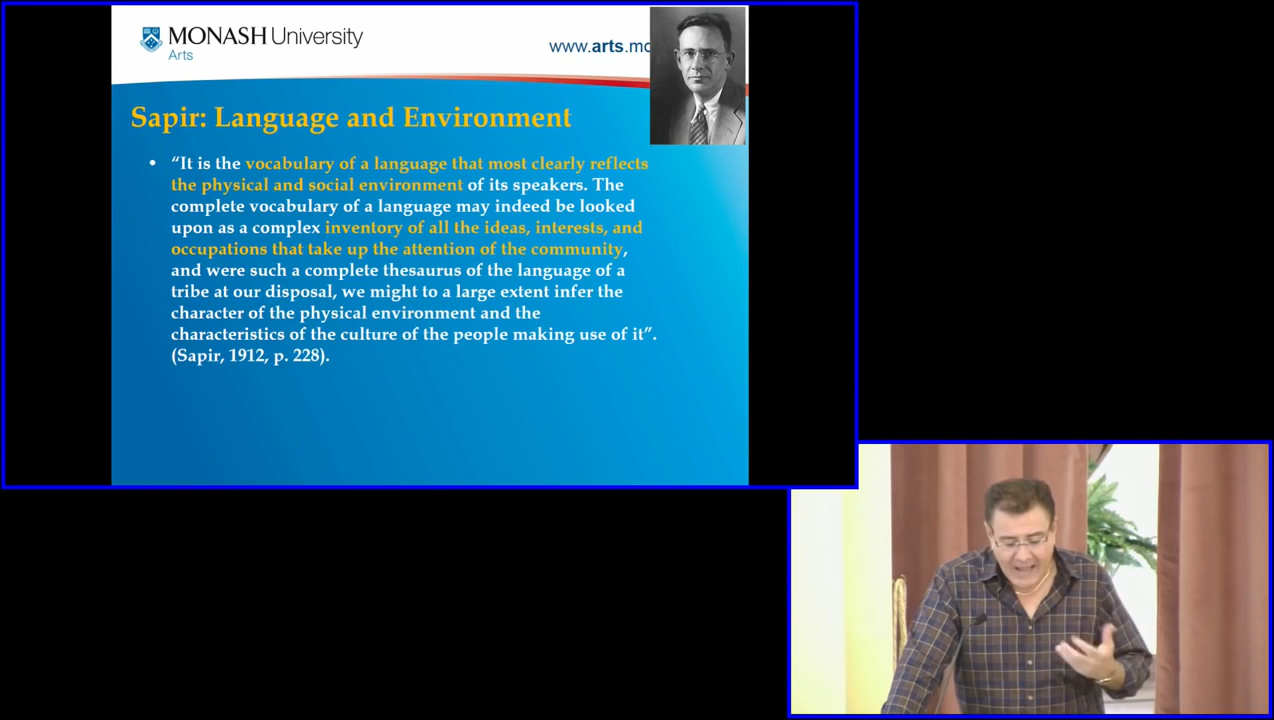 MONASH University
Arts
www.arts.mo
Sapir: Language and Environment
• “It is the vocabulary of a language that most clearly reflects
the physical and social environment of its speakers. The
complete vocabulary of a language may indeed be looked
upon as a complex inventory of all the ideas, interests, and
occupations that take up the attention of the community,
and were such a complete thesaurus of the language of a
tribe at our disposal, we might to a large extent infer the
character of the physical environment and the
characteristics of the culture of the people making use of it”.
(Sapir, 1912, p. 228).